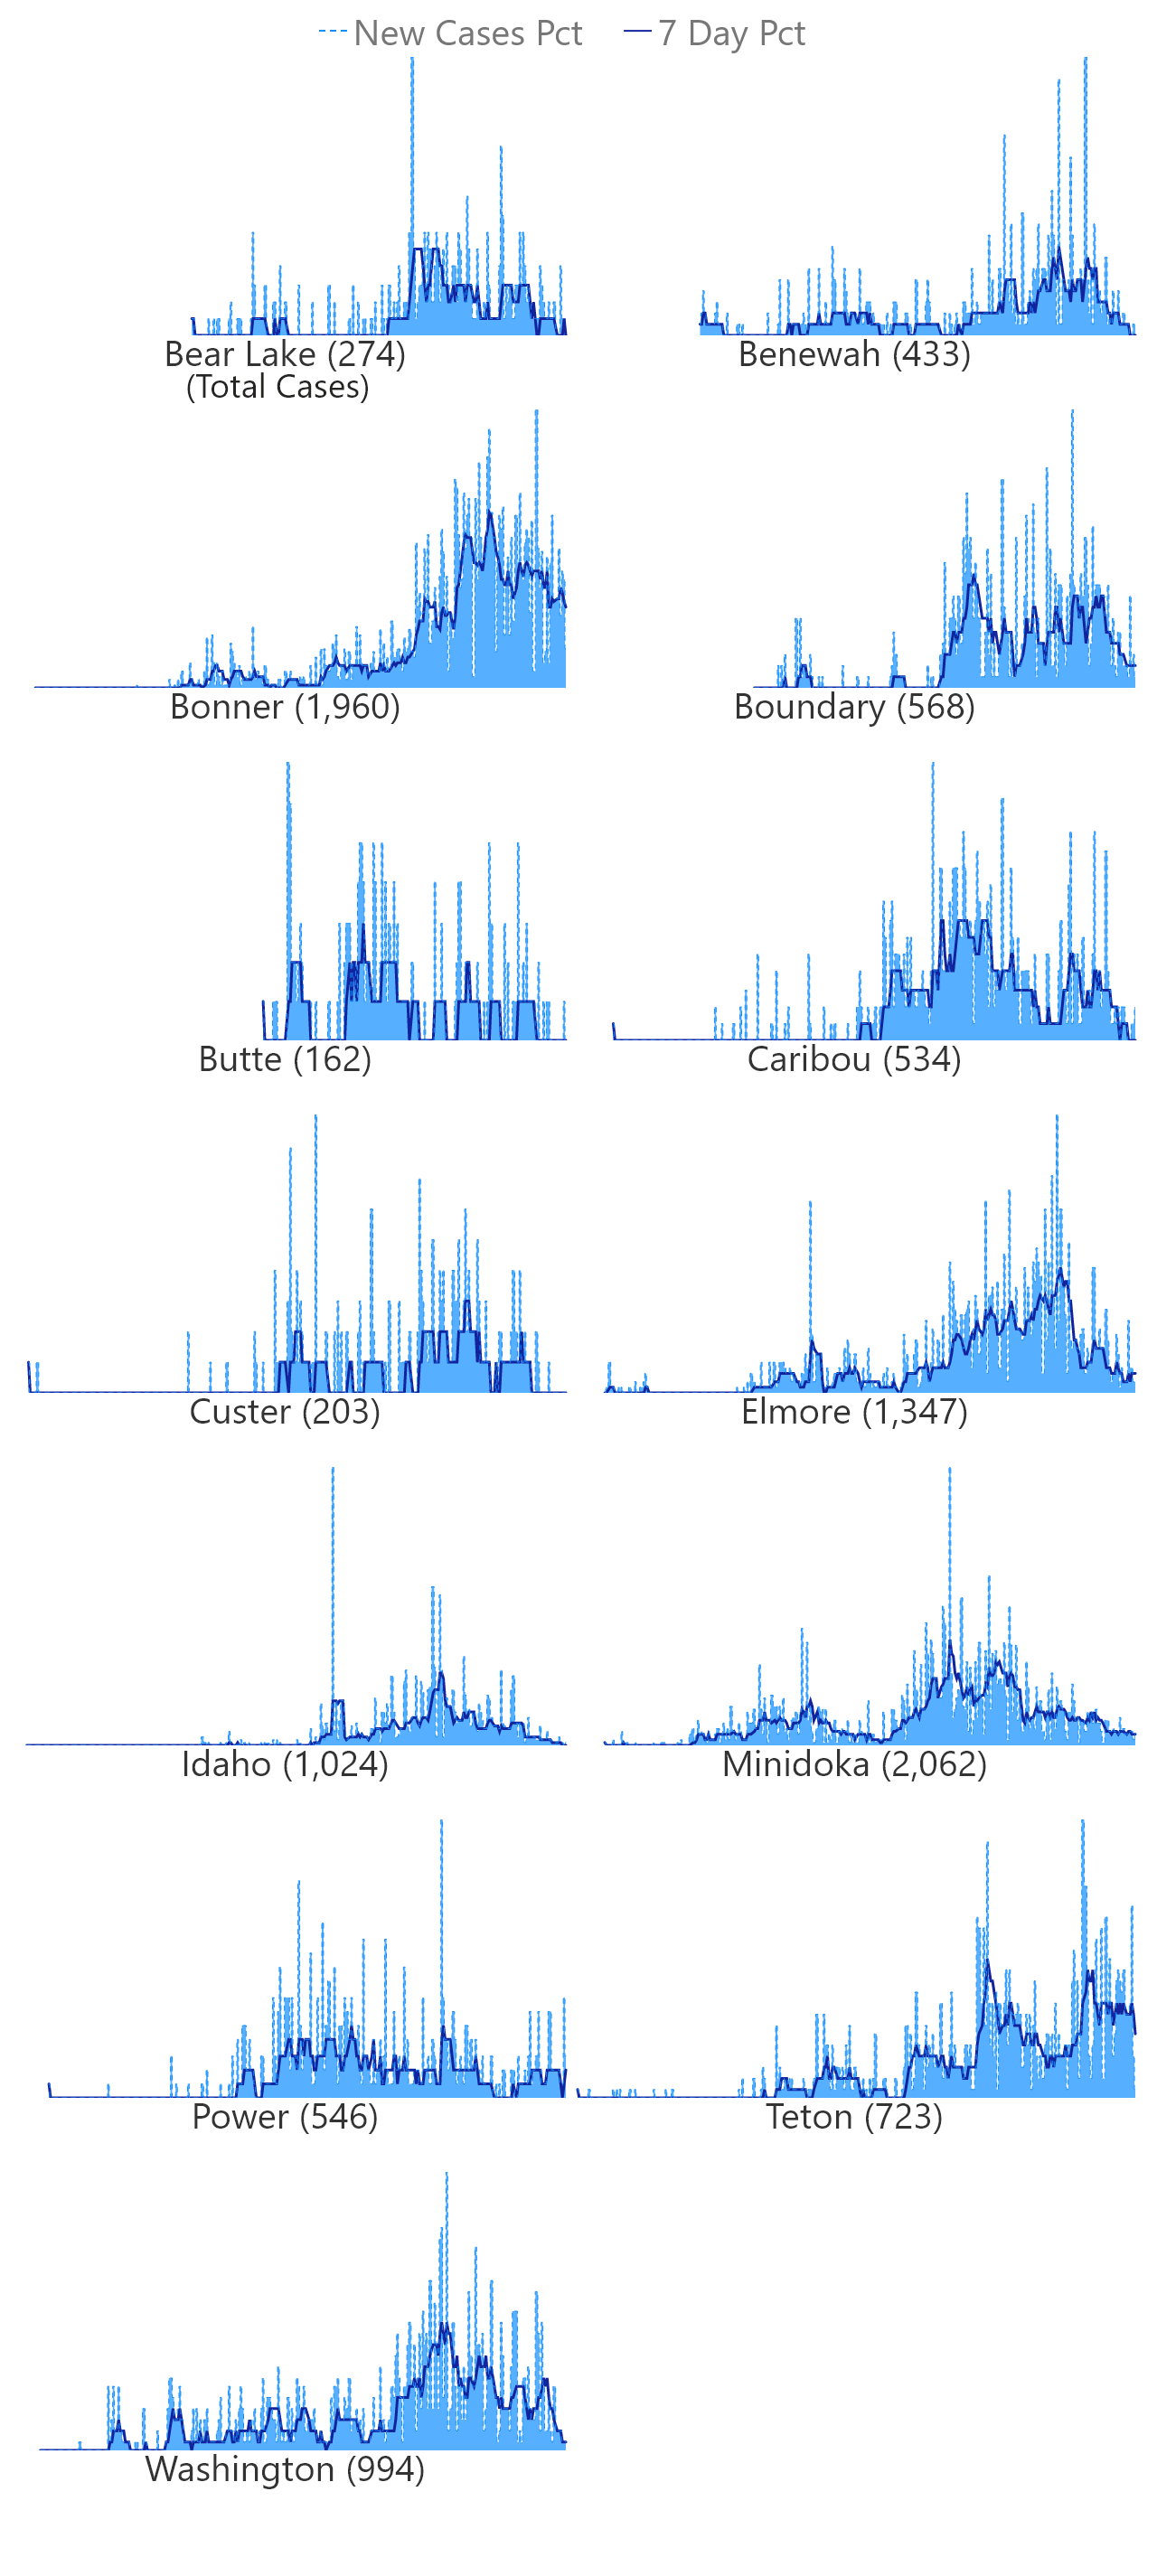 New Cases Pct 7 Day Pct
Bear Lake (274) Benewah (433)
(Total Cases)
Bonner (1,960) Boundary (568)
Butte (162) Caribou (534)
Custer (203) Elmore (1,347)
Idaho (1,024) Minidoka (2,062)
Power (546) Teton (723)
Washington (994)